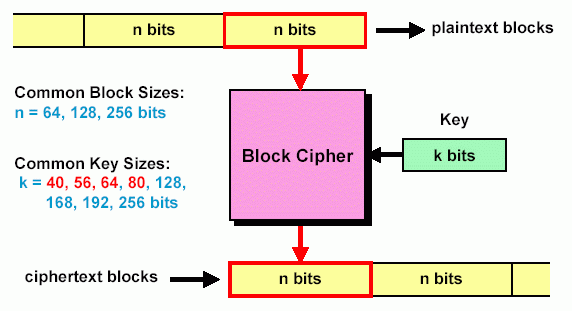 n bits
n bits
plaintext blocks
Common Block Sizes:
n = 64, 128, 256 bits
Key
Block Cipher
k bits
Common Key Sizes:
k = 40, 56, 64, 80, 128,
168, 192, 256 bits
ciphertext blocks
n bits
n bits